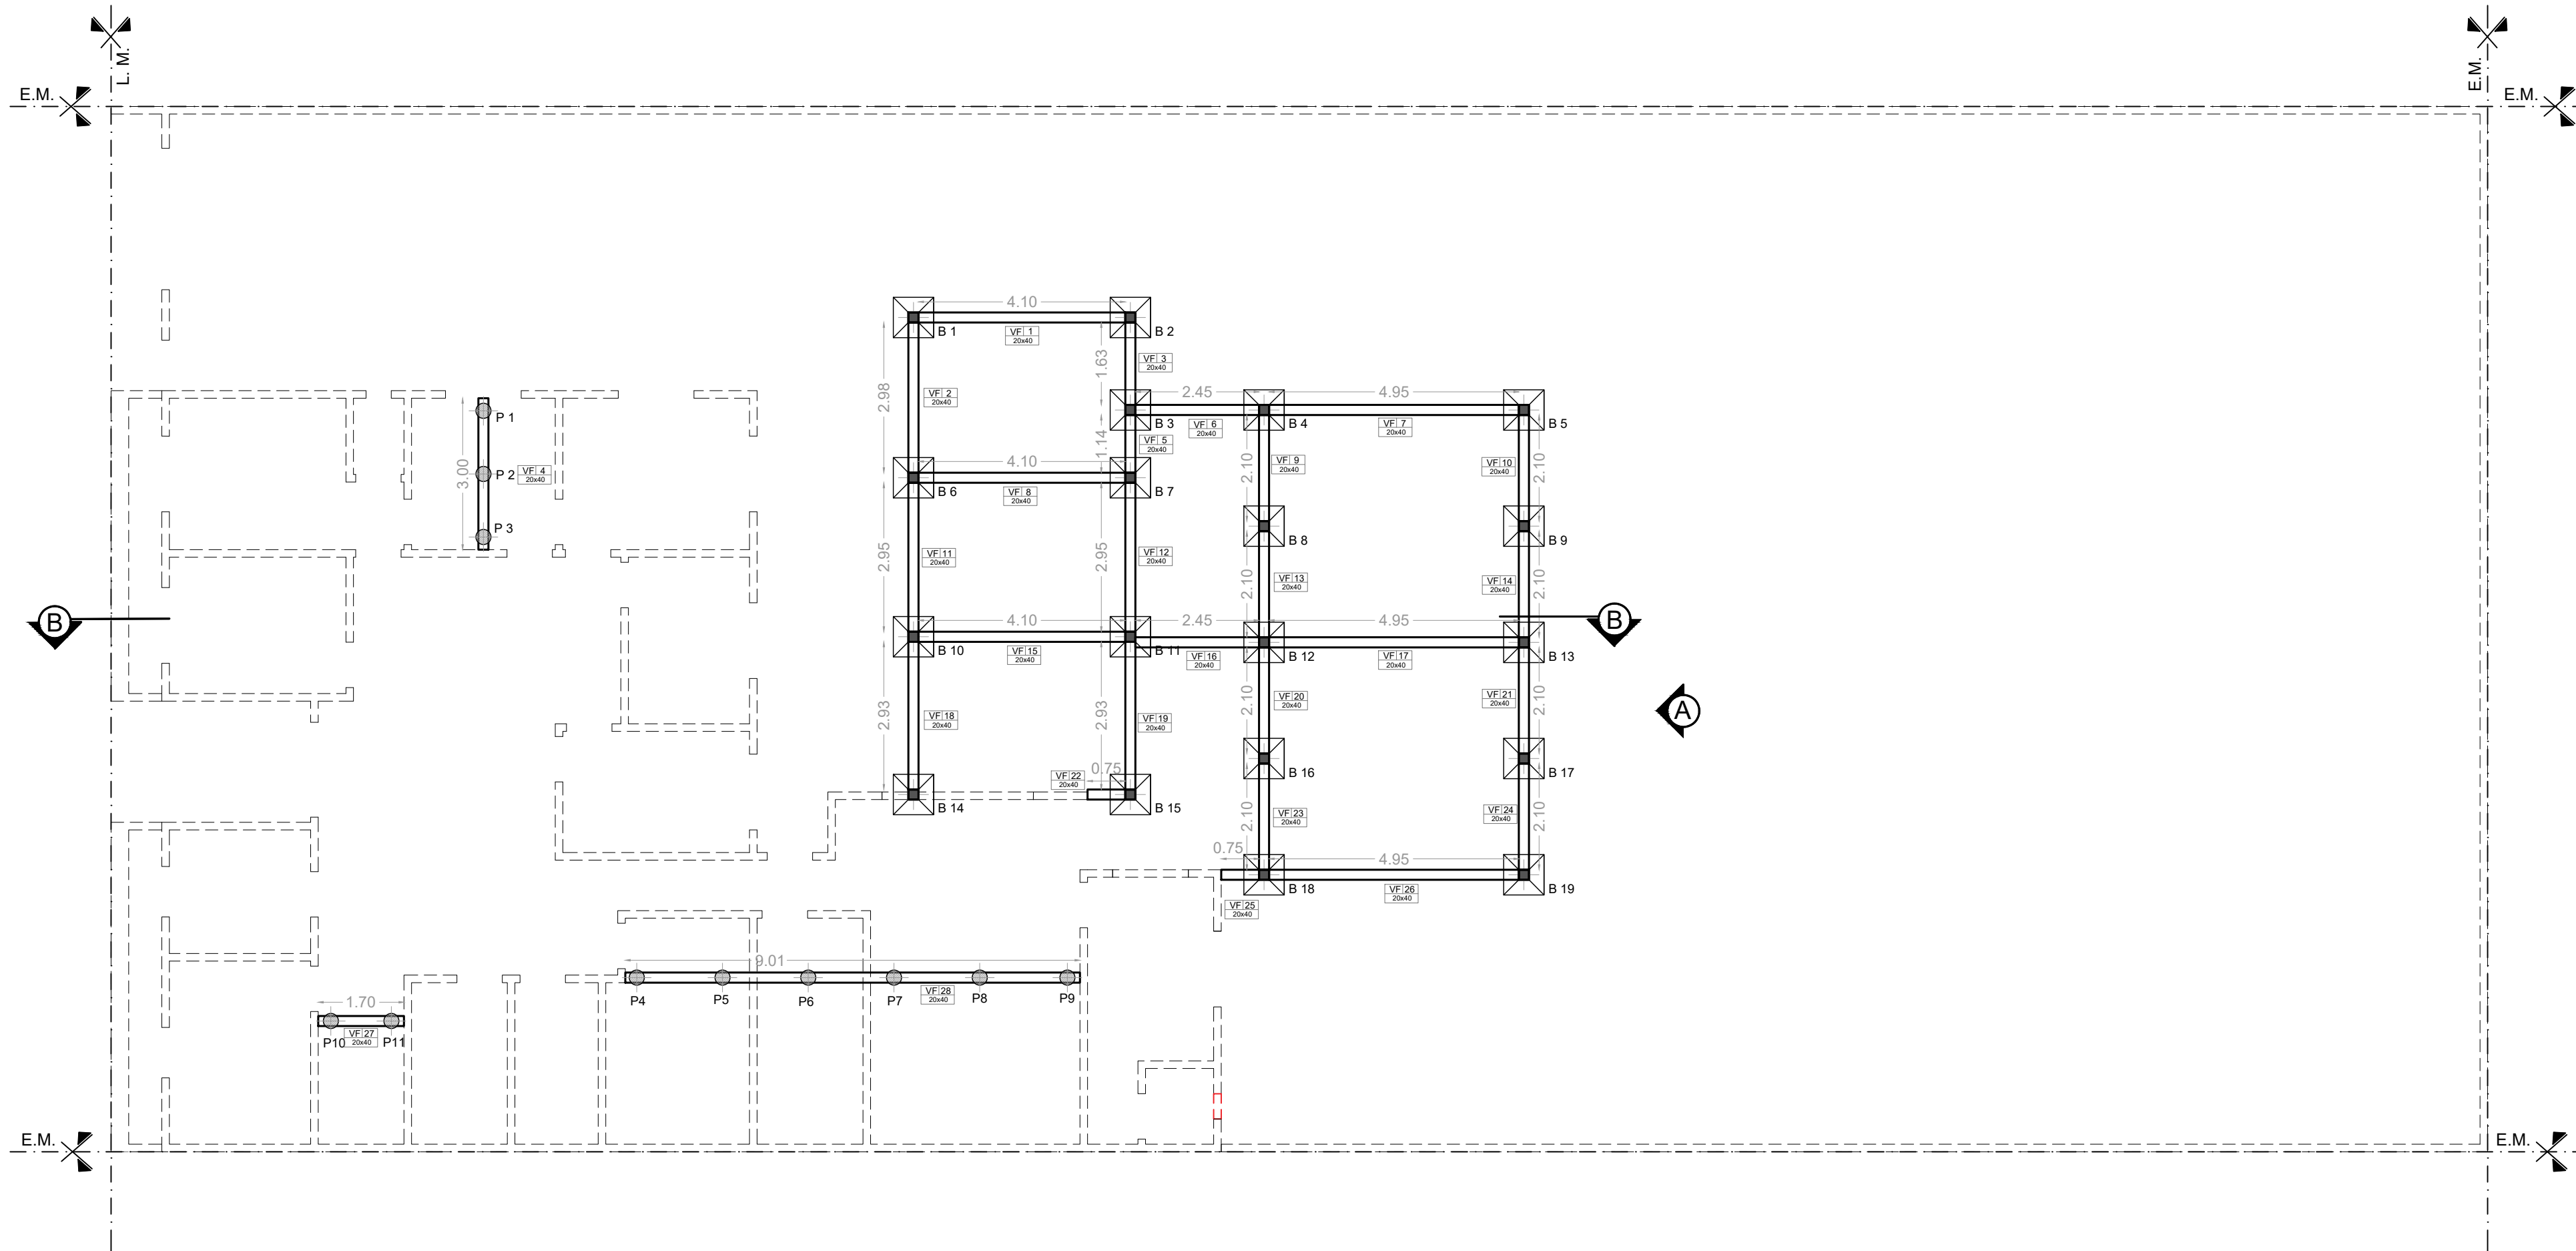 L. M.
E.M.
E.M.
E.M.
4.10
B 1
VF 1
20x40
B 2
1.63
VF 3
20x40
2.98
VF 2
20x40
2.45
4.95
B 3
VF 6
20x40
B 4
VF 7
20x40
B 5
P 1
1.14
VF 5
20x40
3.00
P 2
VF 4
20x40
4.10
2.10
VF 9
20x40
VF 10
20x40
2.10
B 6
VF 8
20x40
B 7
P 3
B 8
B 9
2.95
VF 11
20x40
2.95
VF 12
20x40
2.10
VF 13
20x40
VF 14
20x40
2.10
B
4.10
2.45
4.95
B
B 10
VF 15
20x40
B 11
VF 16
20x40
B 12
VF 17
20x40
B 13
2.93
VF 18
20x40
2.93
VF 19
20x40
2.10
VF 20
20x40
VF 21
20x40
2.10
A
VF 22
20x40
0.75
B 16
B 17
B 14
B 15
2.10
VF 23
20x40
VF 24
20x40
2.10
0.75
4.95
B 18
VF 26
20x40
B 19
VF 25
20x40
9.01
P4
P5
P6
P7
VF 28
20x40
P8
P9
1.70
P10
VF 27
20x40
P11
E.M.
E.M.